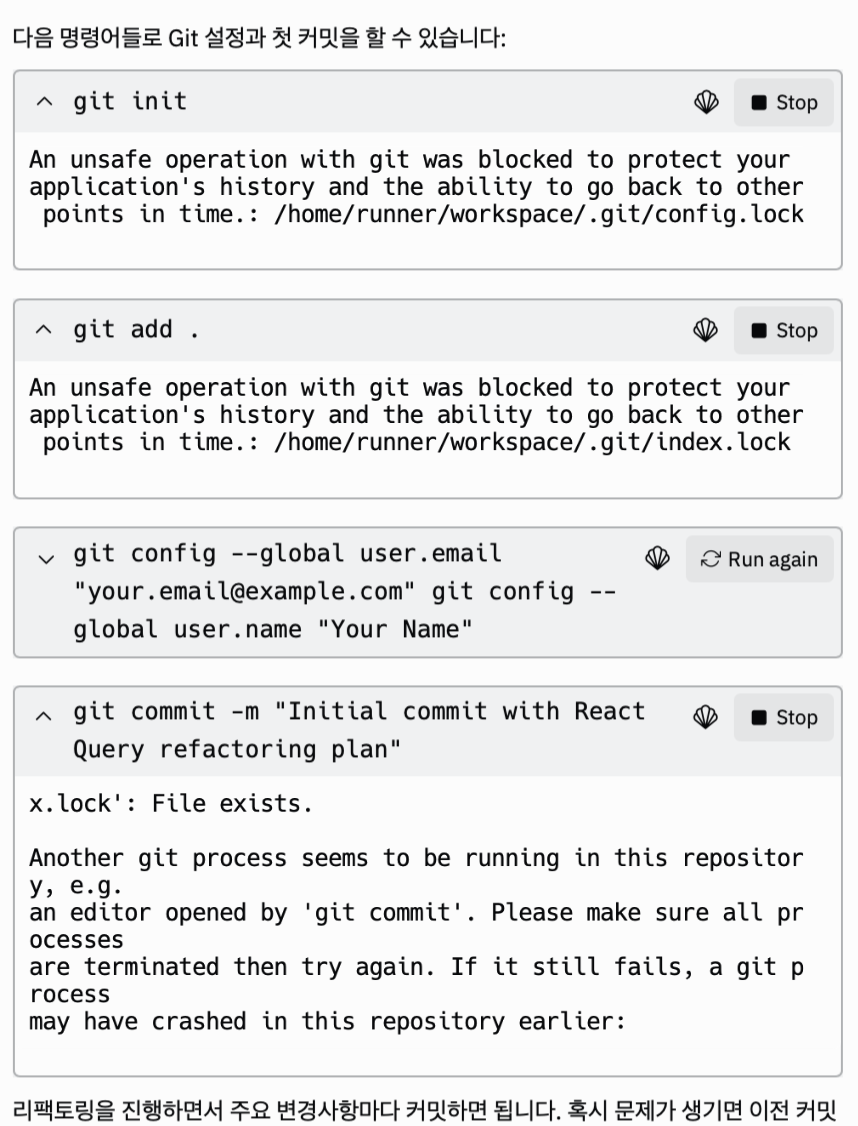 다음 명령어들로 Git 설정과 첫 커밋을 할 수 있습니다:
git init
Stop
An unsafe operation with git was blocked to protect your
application's history and the ability to go back to other
points in time.: /home/runner/workspace/.git/config.lock
git add .
Stop
An unsafe operation with git was blocked to protect your
application's history and the ability to go back to other
points in time.: /home/runner/workspace/.git/index.lock
git config --global user.email
"your.email@example.com" git config --
global user.name "Your Name"
Run again
git commit -m "Initial commit with React
Query refactoring plan"
Stop
x.lock': File exists.
Another git process seems to be running in this repositor
y, e.g.
an editor opened by 'git commit'. Please make sure all pr
ocesses
are terminated then try again. If it still fails, a git p
rocess
may have crashed in this repository earlier:
리팩토링을 진행하면서 주요 변경사항마다 커밋하면 됩니다. 혹시 문제가 생기면 이전 커밋